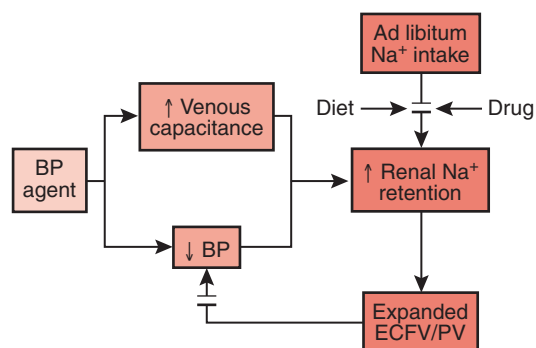 Ad libitum
Na⁺ intake
↑ Venous
capacitance
Diet
Drug
BP
agent
↑ Renal Na⁺
retention
↓ BP
Expanded
ECFV/PV